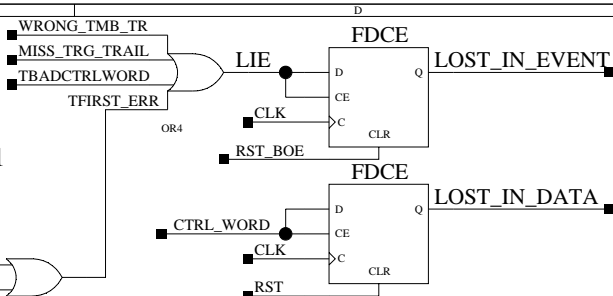 D
WRONG_TMB_TR
MISS_TRG_TRAIL
TBADCTRLWORD
TFIRST_ERR
OR4
LIE
FDCE
D
Q
CE
C
CLR
CLK
RST_BOE
LOST_IN_EVENT
FDCE
D
Q
CE
C
CLR
CTRL_WORD
CLK
RST
LOST_IN_DATA